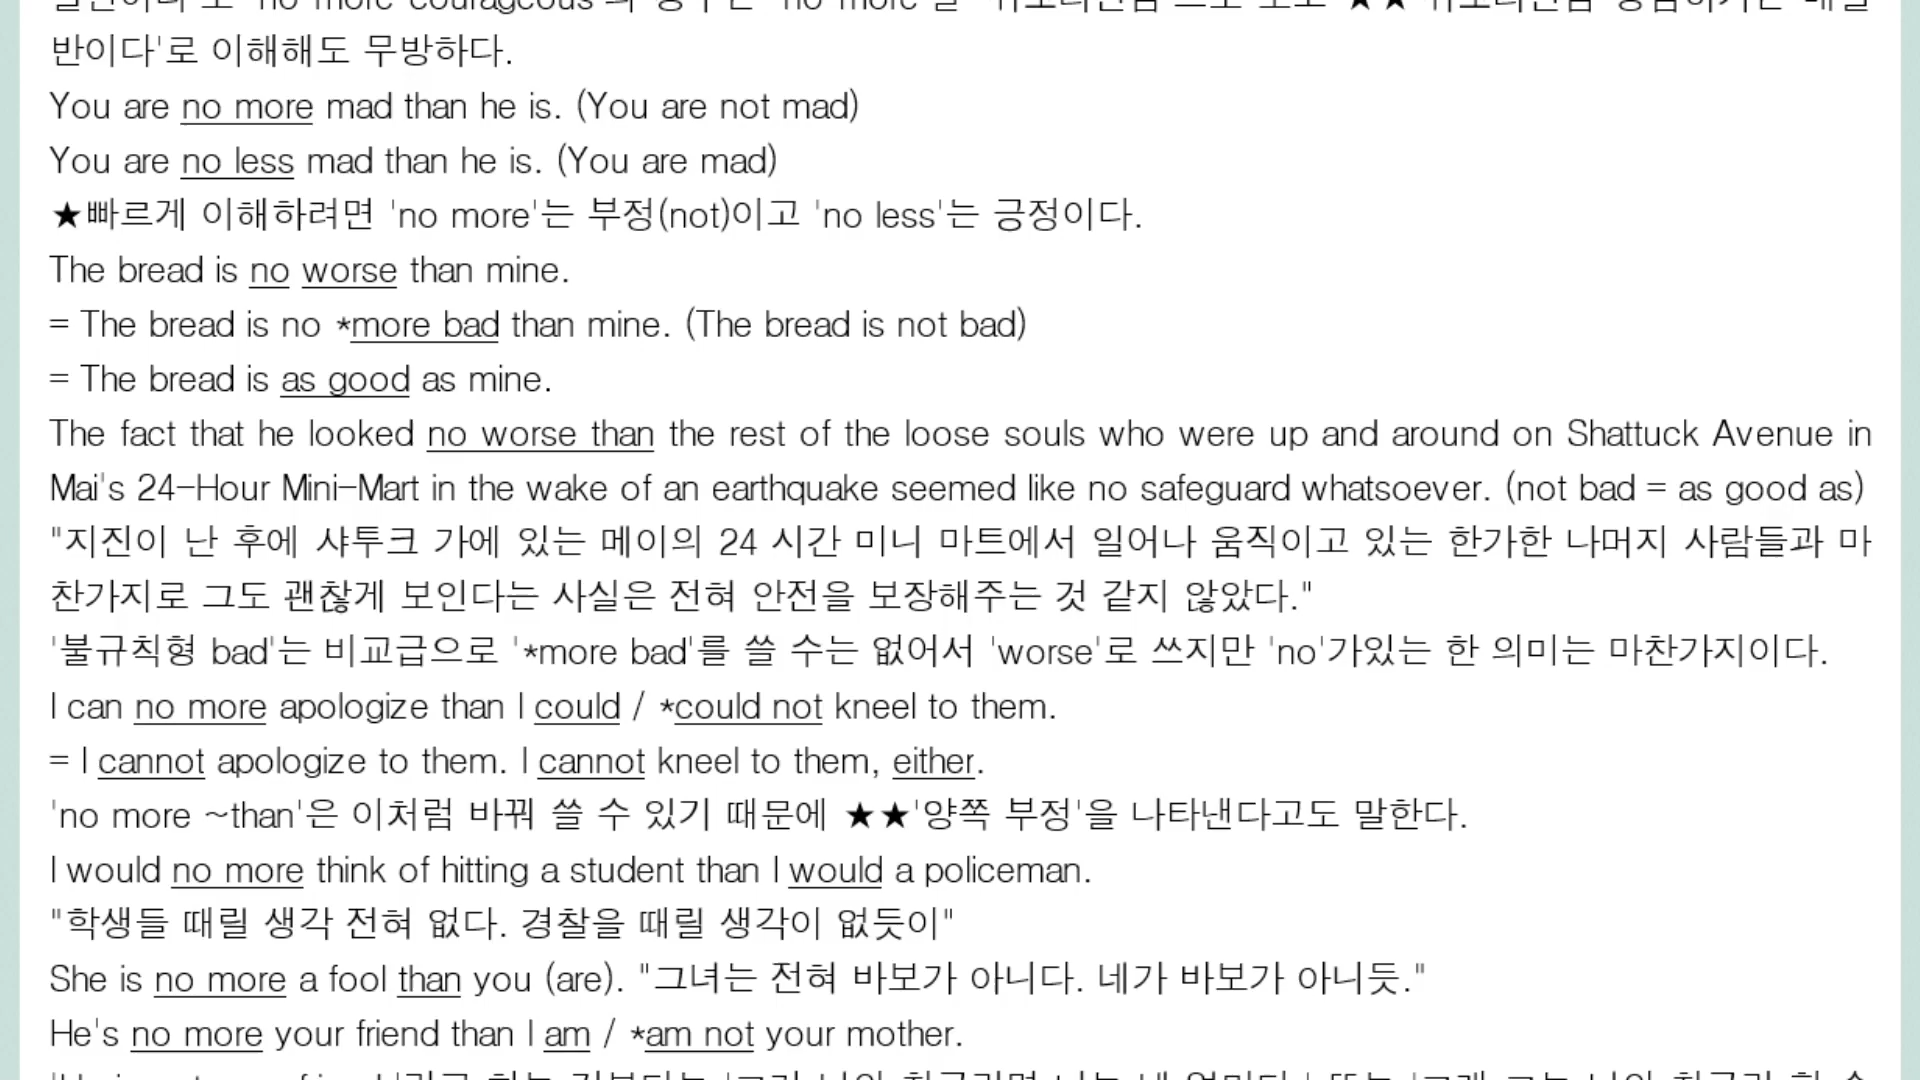 반이다'로 이해해도 무방하다.
You are no more mad than he is. (You are not mad)
You are no less mad than he is. (You are mad)
★빠르게 이해하려면 'no more'는 부정(not)이고 'no less'는 긍정이다.
The bread is no worse than mine.
= The bread is no *more bad than mine. (The bread is not bad)
= The bread is as good as mine.
The fact that he looked no worse than the rest of the loose souls who were up and around on Shattuck Avenue in
Mai's 24-Hour Mini-Mart in the wake of an earthquake seemed like no safeguard whatsoever. (not bad = as good as)
"지진이 난 후에 샤투크 가에 있는 메이의 24 시간 미니 마트에서 일어나 움직이고 있는 한가한 나머지 사람들과 마
찬가지로 그도 괜찮게 보인다는 사실은 전혀 안전을 보장해주는 것 같지 않았다."
'불규칙형 bad'는 비교급으로 '*more bad'를 쓸 수는 없어서 'worse'로 쓰지만 'no'가있는 한 의미는 마찬가지이다.
I can no more apologize than I could / *could not kneel to them.
= I cannot apologize to them. I cannot kneel to them, either.
'no more ~than'은 이처럼 바꿔 쓸 수 있기 때문에 ★★'양쪽 부정'을 나타낸다고도 말한다.
I would no more think of hitting a student than I would a policeman.
"학생들 때릴 생각 전혀 없다. 경찰을 때릴 생각이 없듯이"
She is no more a fool than you (are). "그녀는 전혀 바보가 아니다. 네가 바보가 아니듯."
He's no more your friend than I am / *am not your mother.